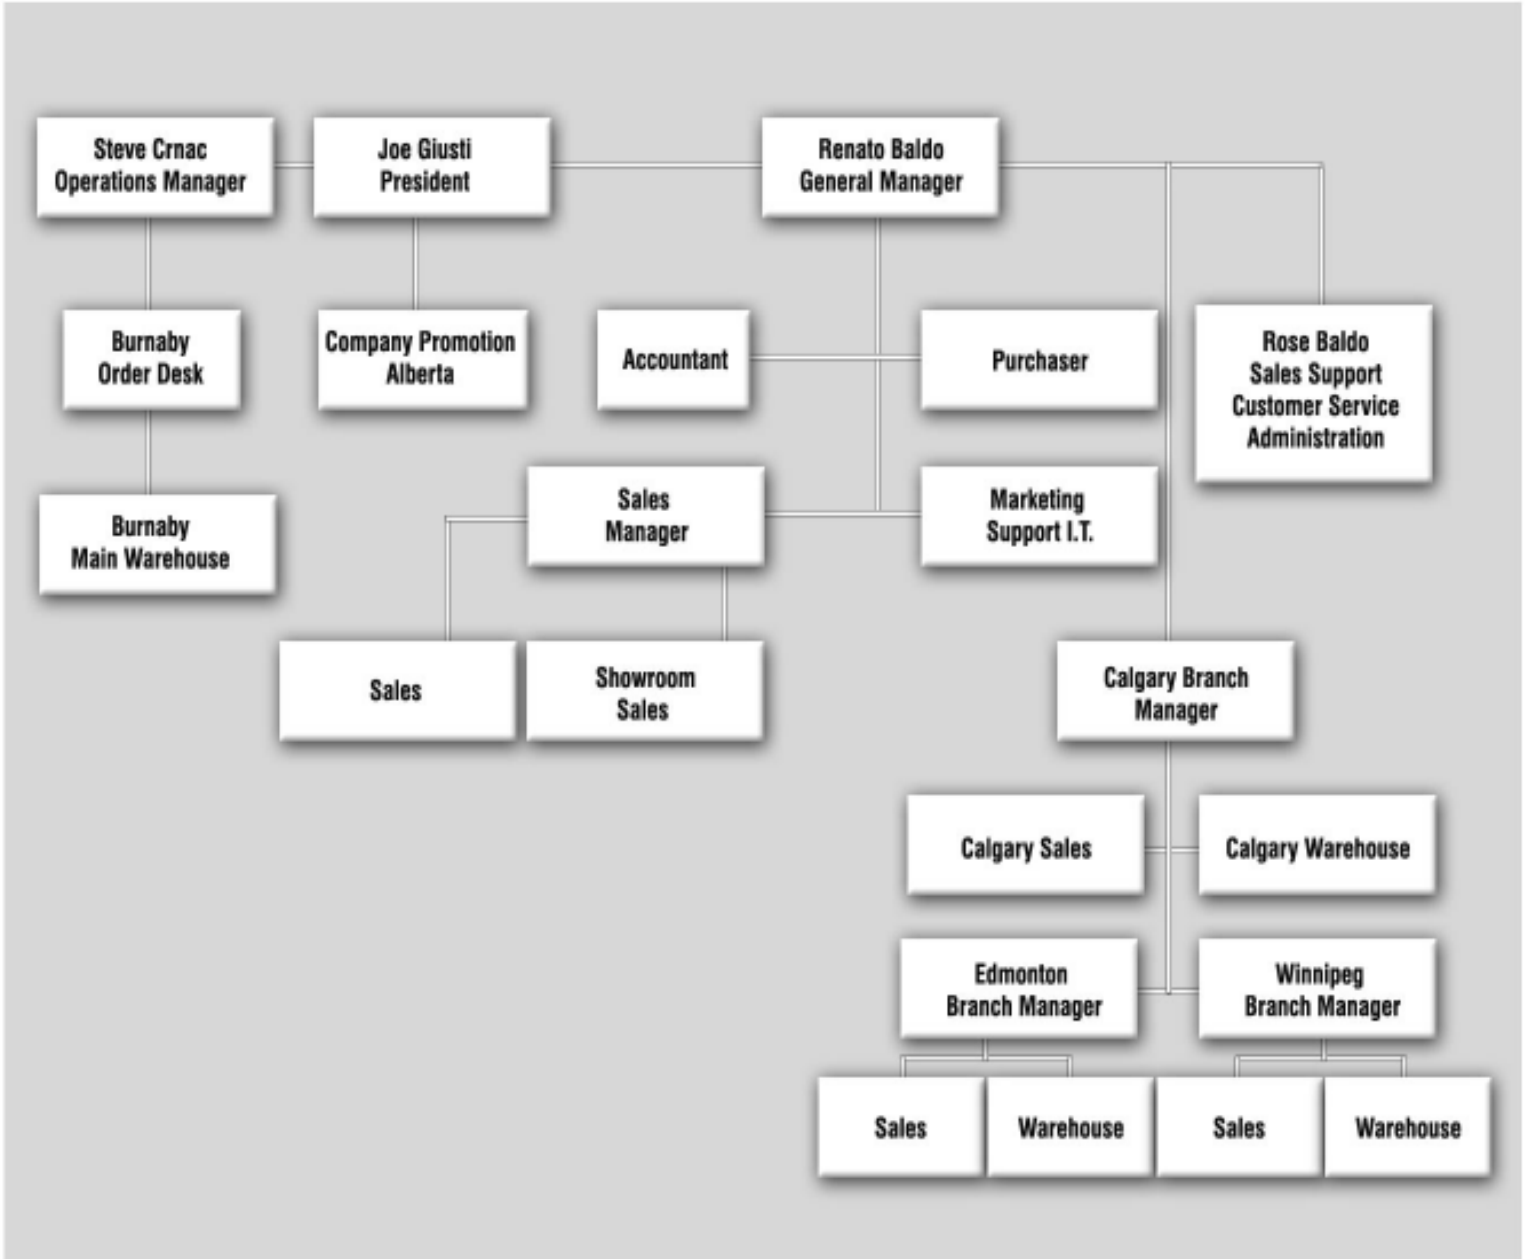 Steve Crnac
Operations Manager
Joe Giusti
President
Renato Baldo
General Manager
Burnaby
Order Desk
Company Promotion
Alberta
Accountant
Purchaser
Rose Baldo
Sales Support
Customer Service
Administration
Burnaby
Main Warehouse
Sales
Manager
Marketing
Support I.T.
Sales
Showroom
Sales
Calgary Branch
Manager
Calgary Sales
Calgary Warehouse
Edmonton
Branch Manager
Winnipeg
Branch Manager
Sales
Warehouse
Sales
Warehouse